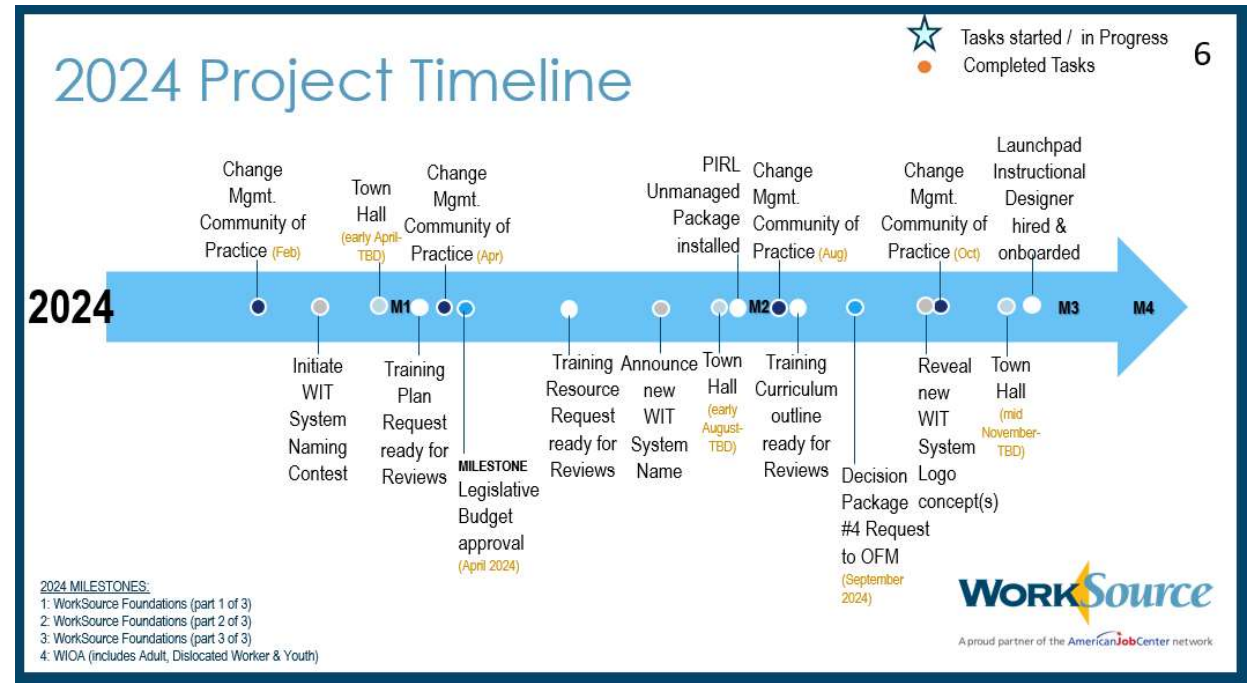 Tasks started / in Progress
Completed Tasks
6
2024 Project Timeline
Change
Mgmt.
Community of
Practice (Feb)
Town
Hall
(early April-
TBD)
Change
Mgmt.
Community of
Practice (Apr)
PIRL
Unmanaged
Package
installed
Change
Mgmt.
Community of
Practice (Aug)
Change
Mgmt.
Community of
Practice (Oct)
Launchpad
Instructional
Designer
hired &
onboarded
2024
M1
M2
M3
M4
Initiate
WIT
System
Naming
Contest
Training
Plan
Request
ready for
Reviews
MILESTONE
Legislative
Budget
approval
(April 2024)
Training
Resource
Request
ready for
Reviews
Announce
new
WIT
System
Name
Town
Hall
(early
August-
TBD)
Training
Curriculum
outline
ready for
Reviews
Decision
Package
#4 Request
to OFM
(September
2024)
Reveal
new
WIT
System
Logo
concept(s)
Town
Hall
(mid
November-
TBD)
2024 MILESTONES:
1: WorkSource Foundations (part 1 of 3)
2: WorkSource Foundations (part 2 of 3)
3: WorkSource Foundations (part 3 of 3)
4: WIOA (includes Adult, Dislocated Worker & Youth)
WORKSource
A proud partner of the AmericanJobCenter network